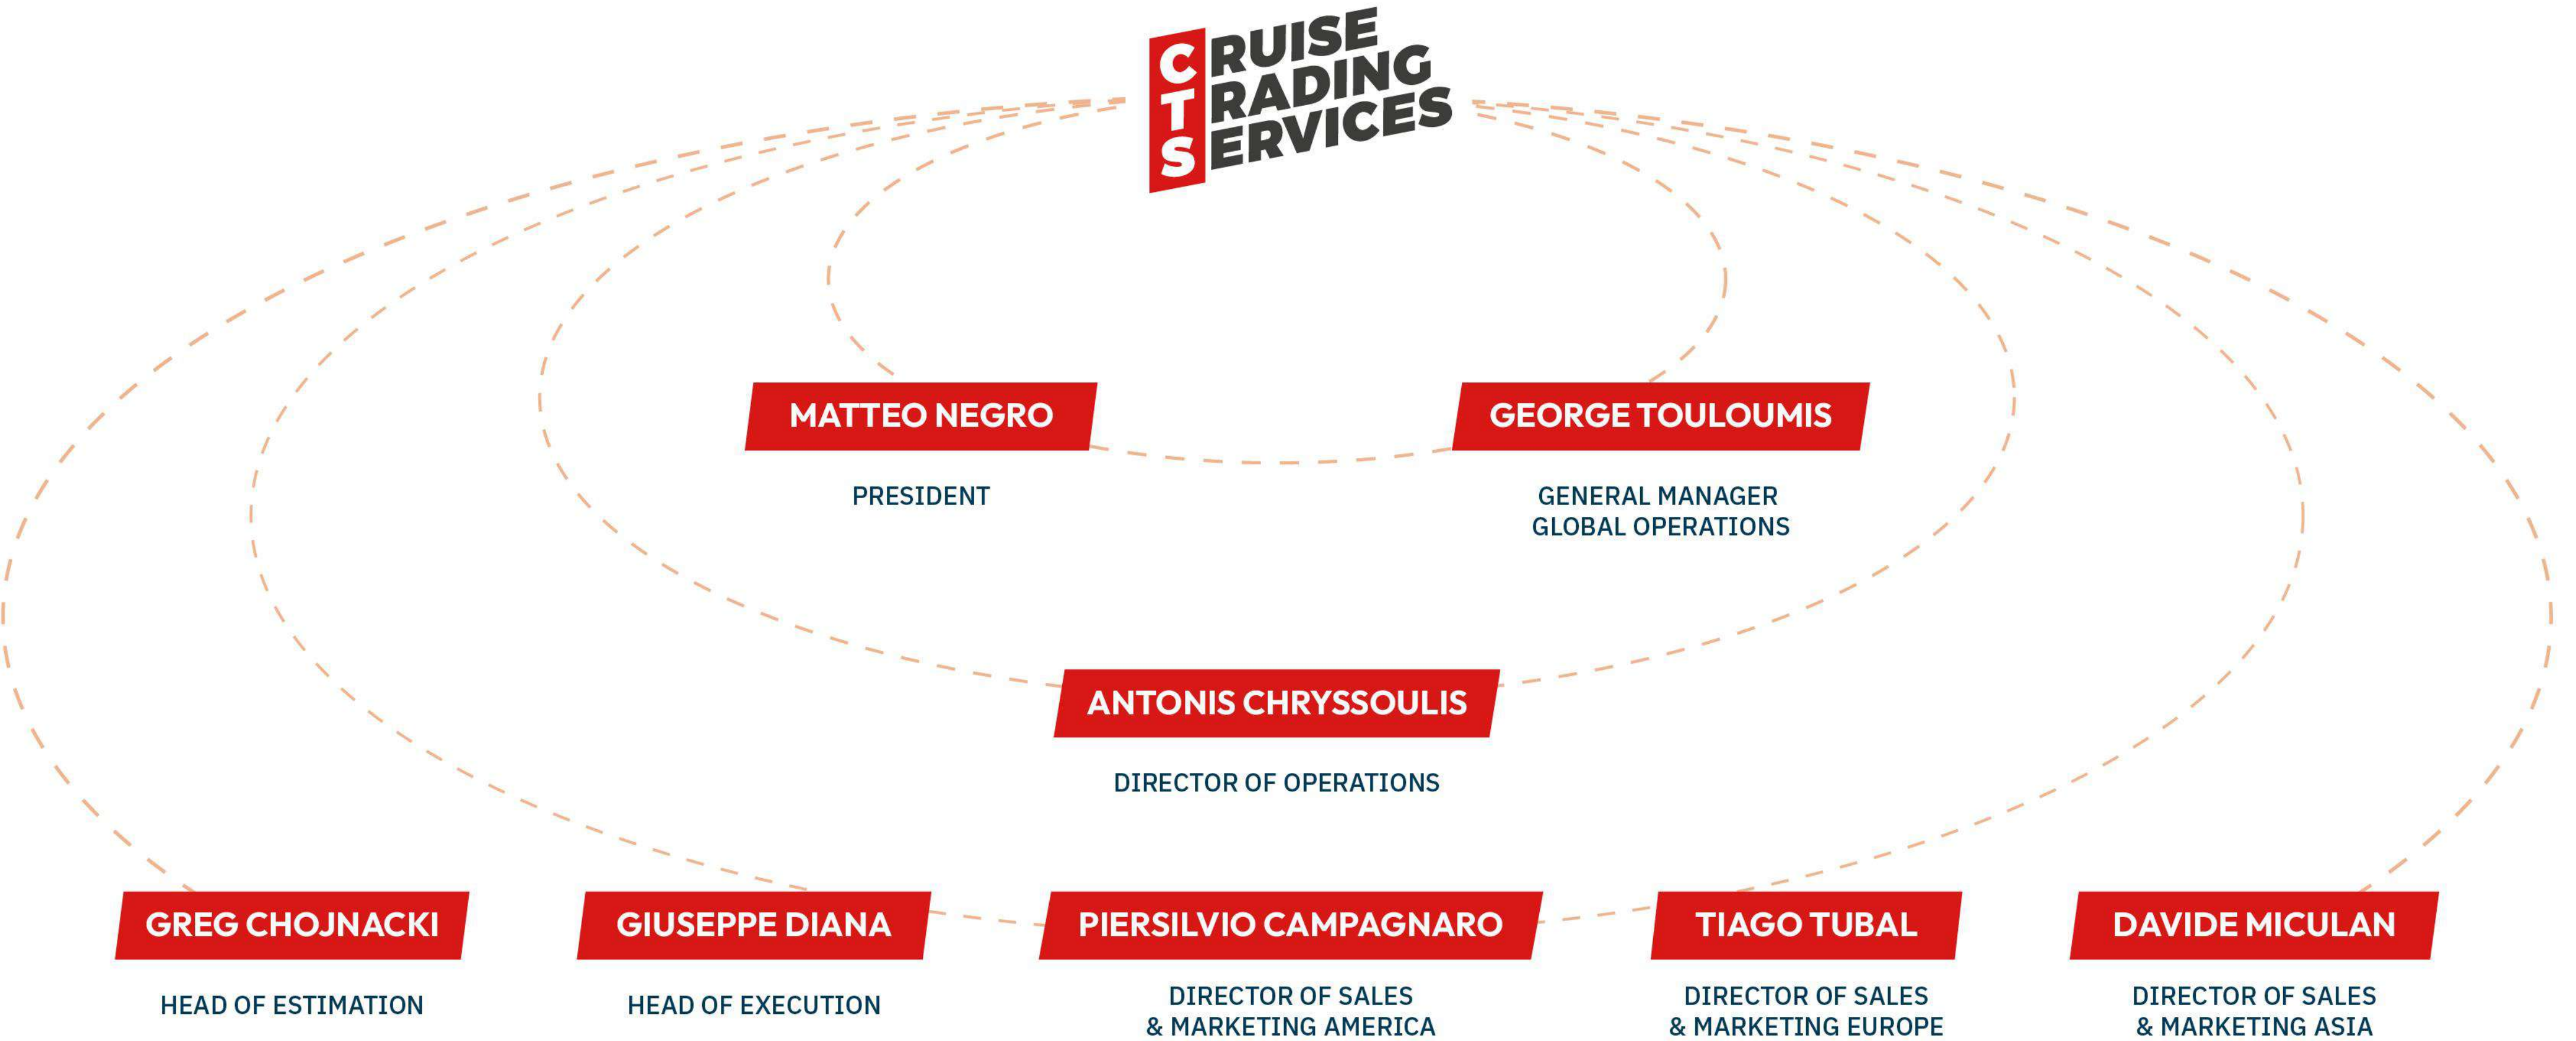 CRUISE
TRADING
SERVICES
MATTEO NEGRO
PRESIDENT
GEORGE TOULOUMIS
GENERAL MANAGER
GLOBAL OPERATIONS
ANTONIS CHRYSSOULIS
DIRECTOR OF OPERATIONS
GREG CHOJNACKI
HEAD OF ESTIMATION
GIUSEPPE DIANA
HEAD OF EXECUTION
PIERSILVIO CAMPAGNARO
DIRECTOR OF SALES
& MARKETING AMERICA
TIAGO TUBAL
DIRECTOR OF SALES
& MARKETING EUROPE
DAVIDE MICULAN
DIRECTOR OF SALES
& MARKETING ASIA